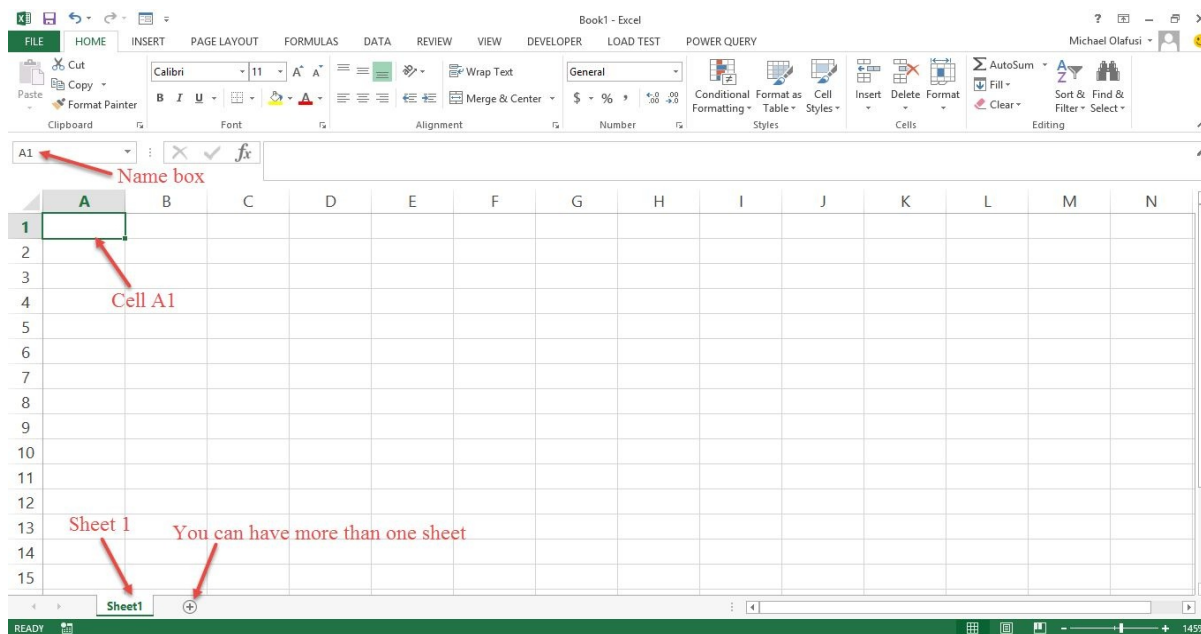 Book1 - Excel
FILE HOME INSERT PAGE LAYOUT FORMULAS DATA REVIEW VIEW DEVELOPER LOAD TEST POWER QUERY Michael Olafusi
Paste
Cut
Copy
Format Painter
Clipboard
Calibri 11
B I U
Font
Wrap Text
Merge & Center
Alignment
General
$ % ,
Number
Conditional Formatting
Format as Table
Cell Styles
Styles
Insert Delete Format
Cells
AutoSum
Fill
Clear
Sort & Filter
Find & Select
Editing
A1 fx
Name box
A B C D E F G H I J K L M N
1
2
3
Cell A1
4
5
6
7
8
9
10
11
12
13
Sheet 1
You can have more than one sheet
14
15
Sheet1
READY 145%